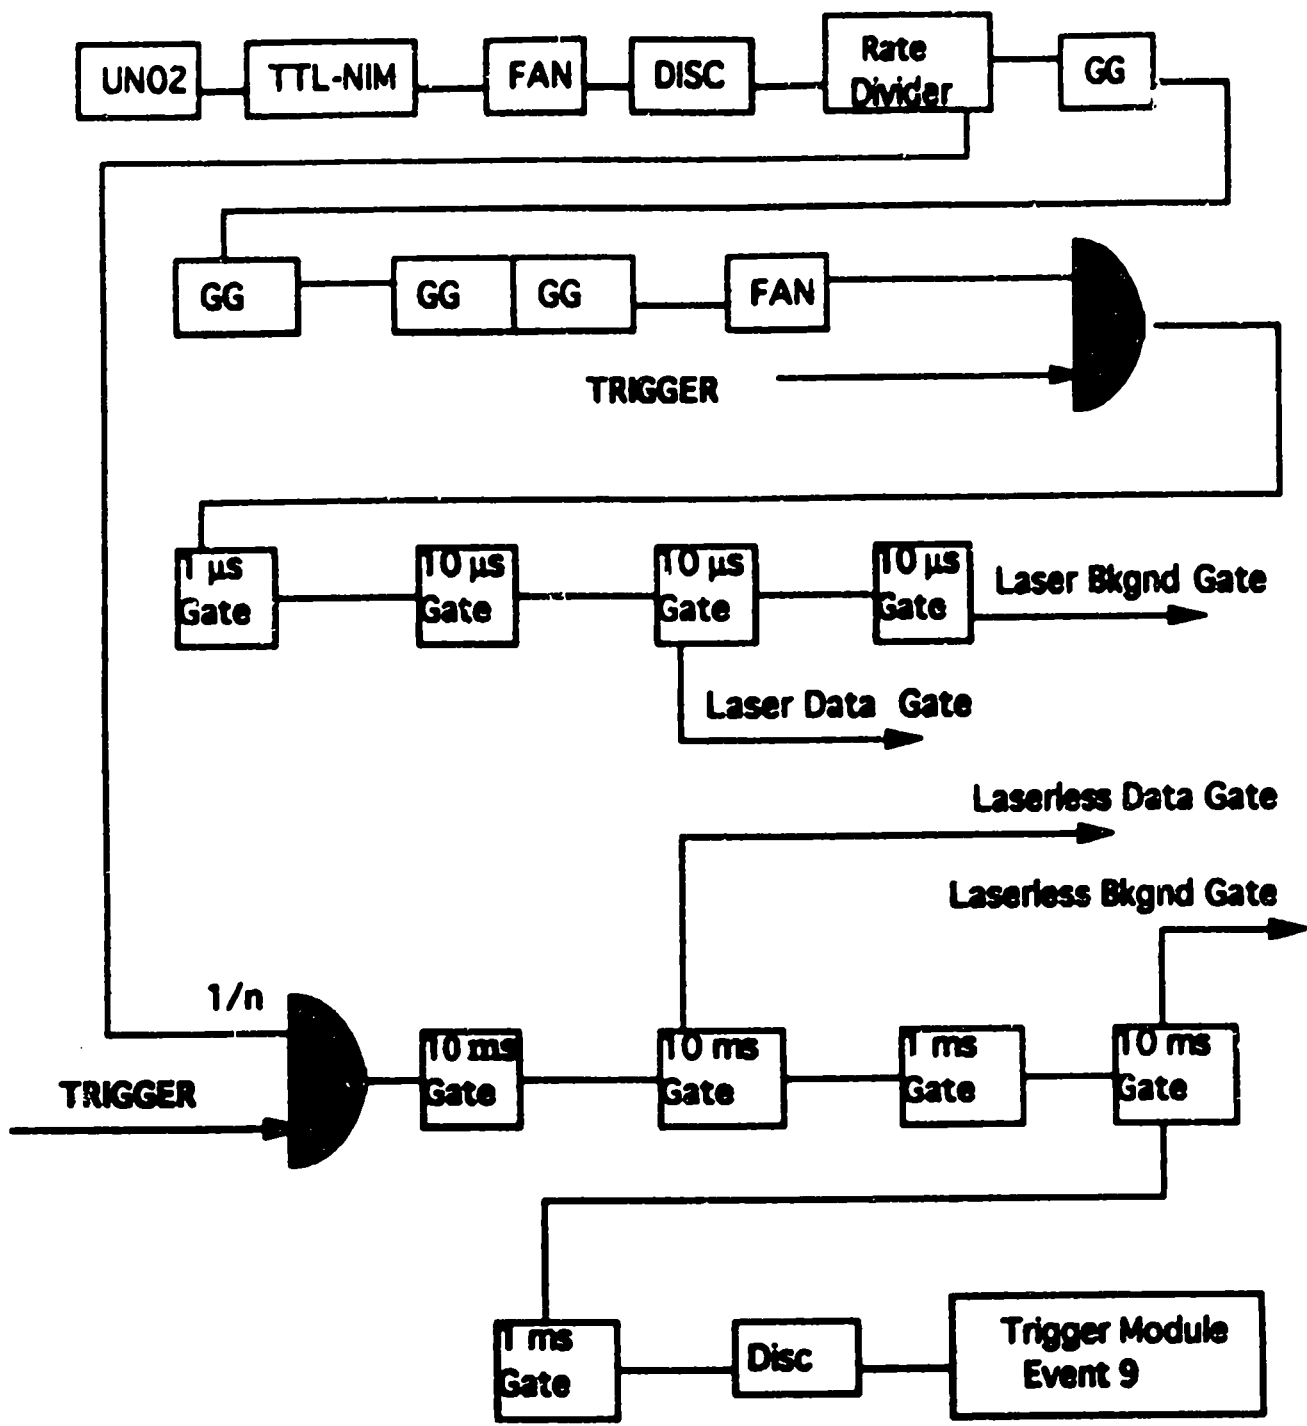 UN02
TTL-NIM
FAN
DISC
Rate
Divider
GG
GG
GG
GG
FAN
TRIGGER
1 µs
Gate
10 µs
Gate
10 µs
Gate
10 µs
Gate
Laser Bkgnd Gate
Laser Data Gate
Laserless Data Gate
Laserless Bkgnd Gate
1/n
TRIGGER
10 ms
Gate
10 ms
Gate
1 ms
Gate
10 ms
Gate
1 ms
Gate
Disc
Trigger Module
Event 9